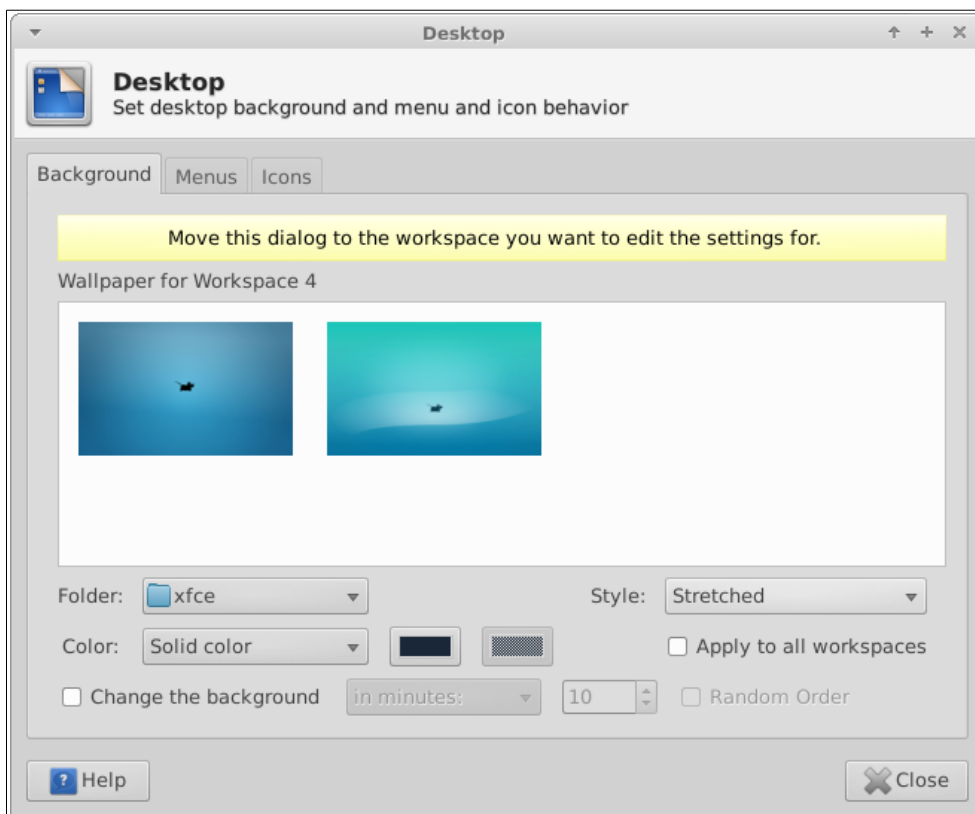 Desktop
Desktop
Set desktop background and menu and icon behavior
Background Menus Icons
Move this dialog to the workspace you want to edit the settings for.
Wallpaper for Workspace 4
Folder: xfce Style: Stretched
Color: Solid color Apply to all workspaces
Change the background in minutes: 10 Random Order
Help Close